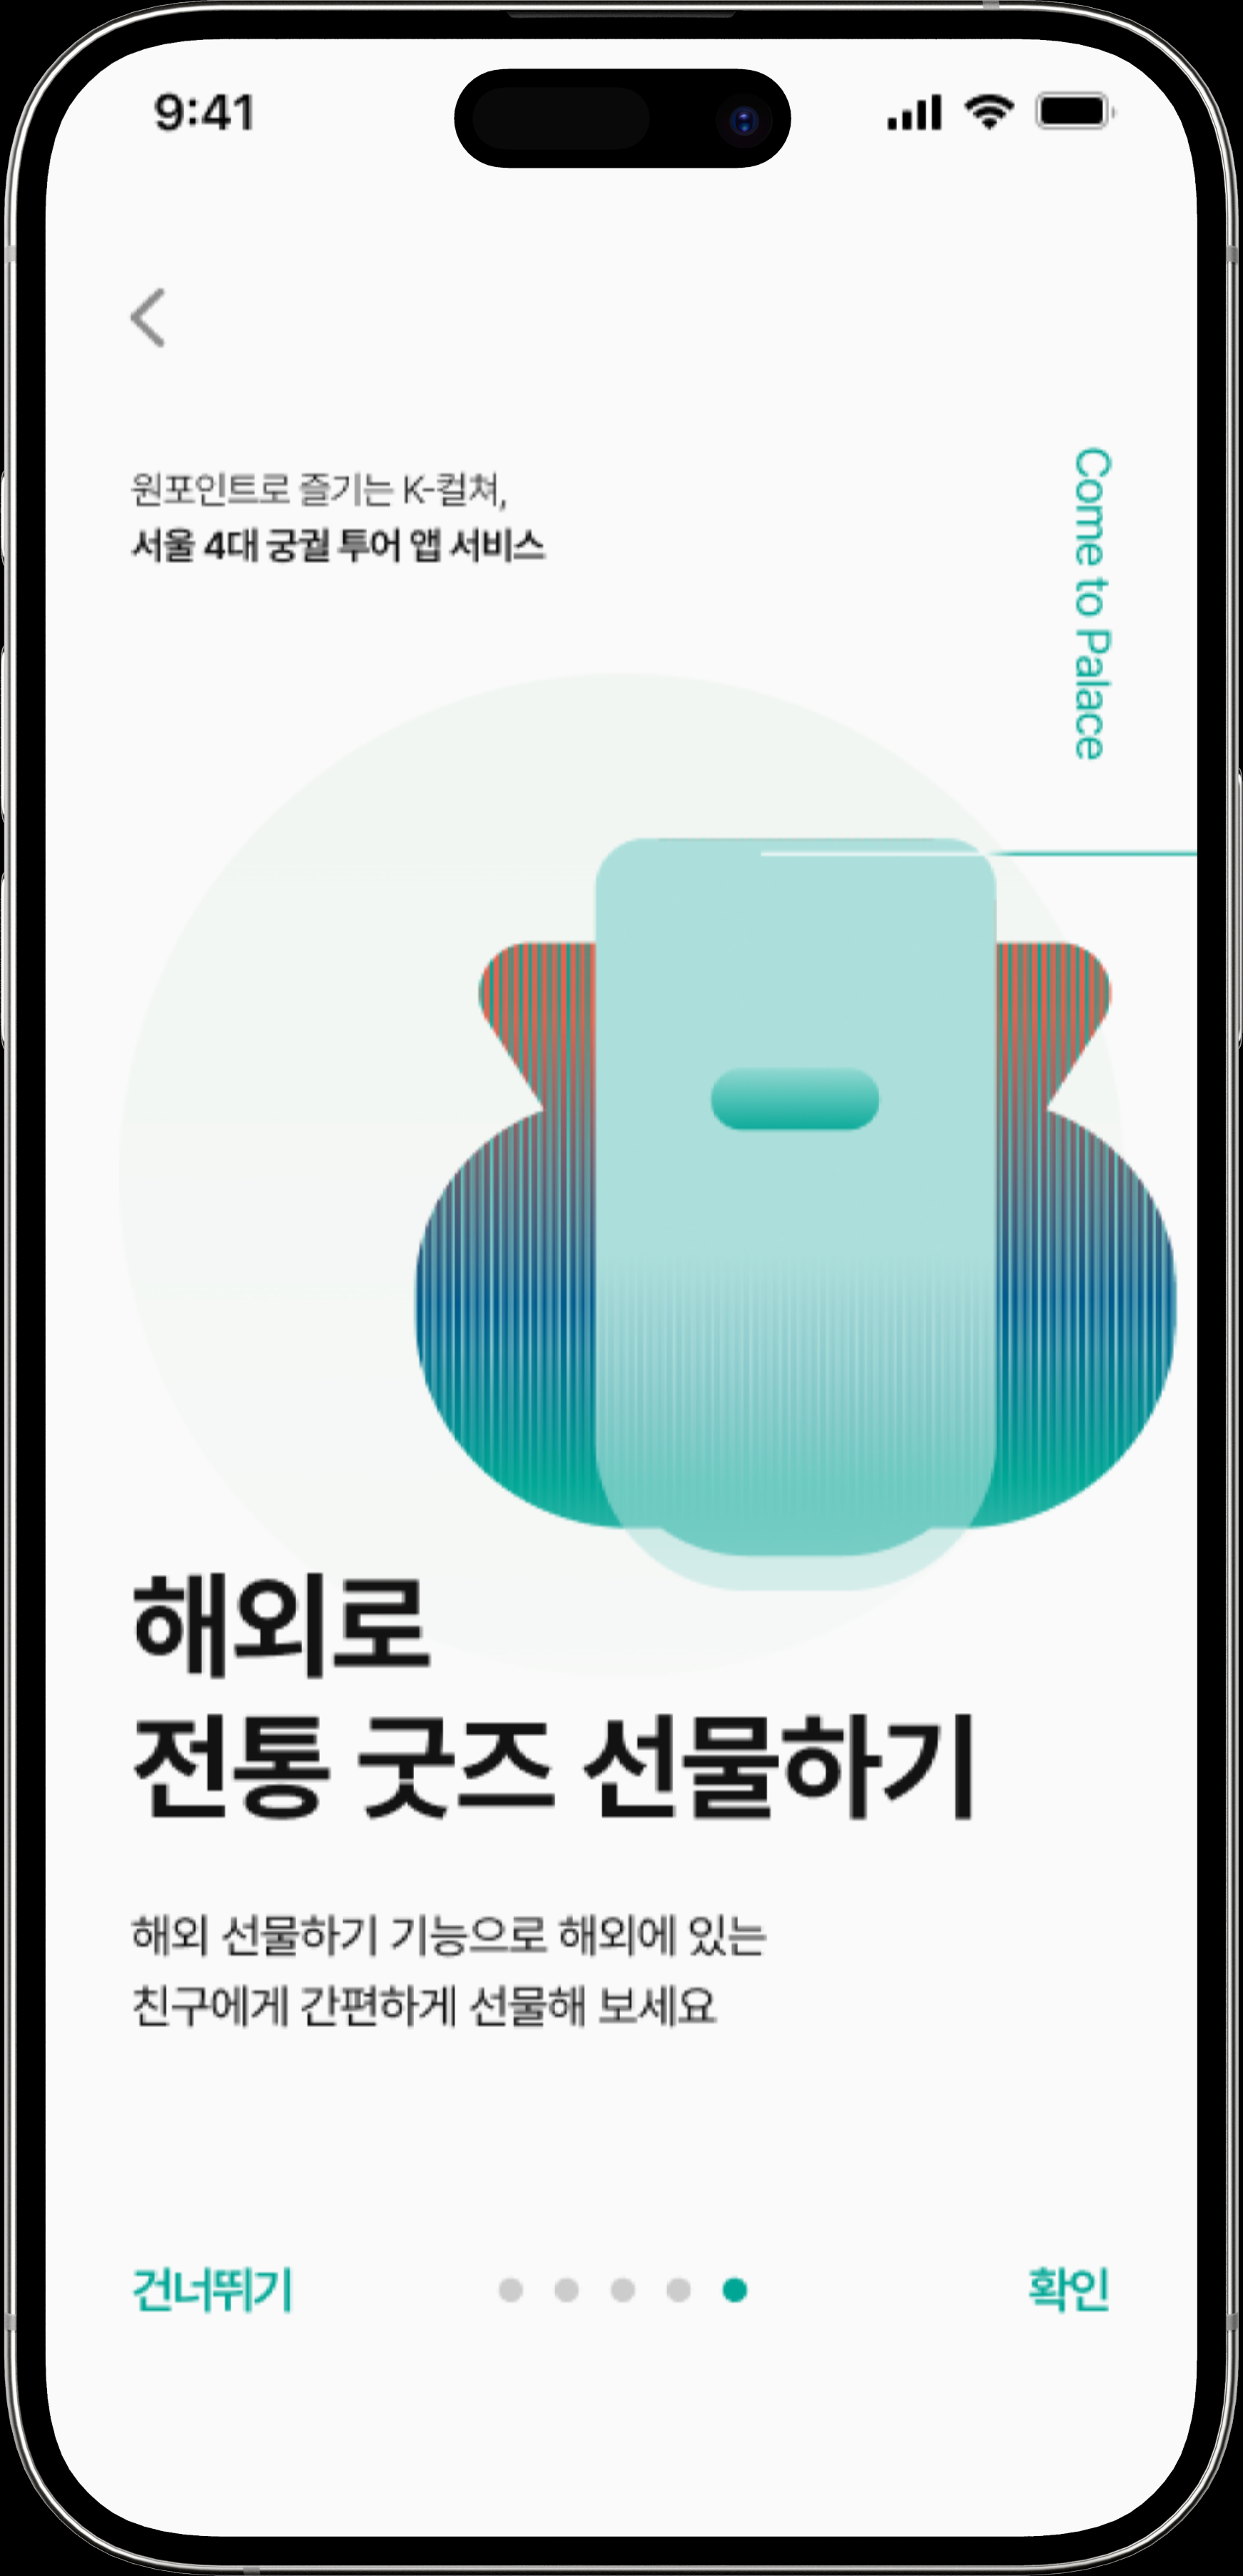 9:41
원포인트로 즐기는 K-컬쳐,
서울 4대 궁궐 투어 앱 서비스
Come to Palace
해외로
전통 굿즈 선물하기
해외 선물하기 기능으로 해외에 있는
친구에게 간편하게 선물해 보세요
건너뛰기
확인